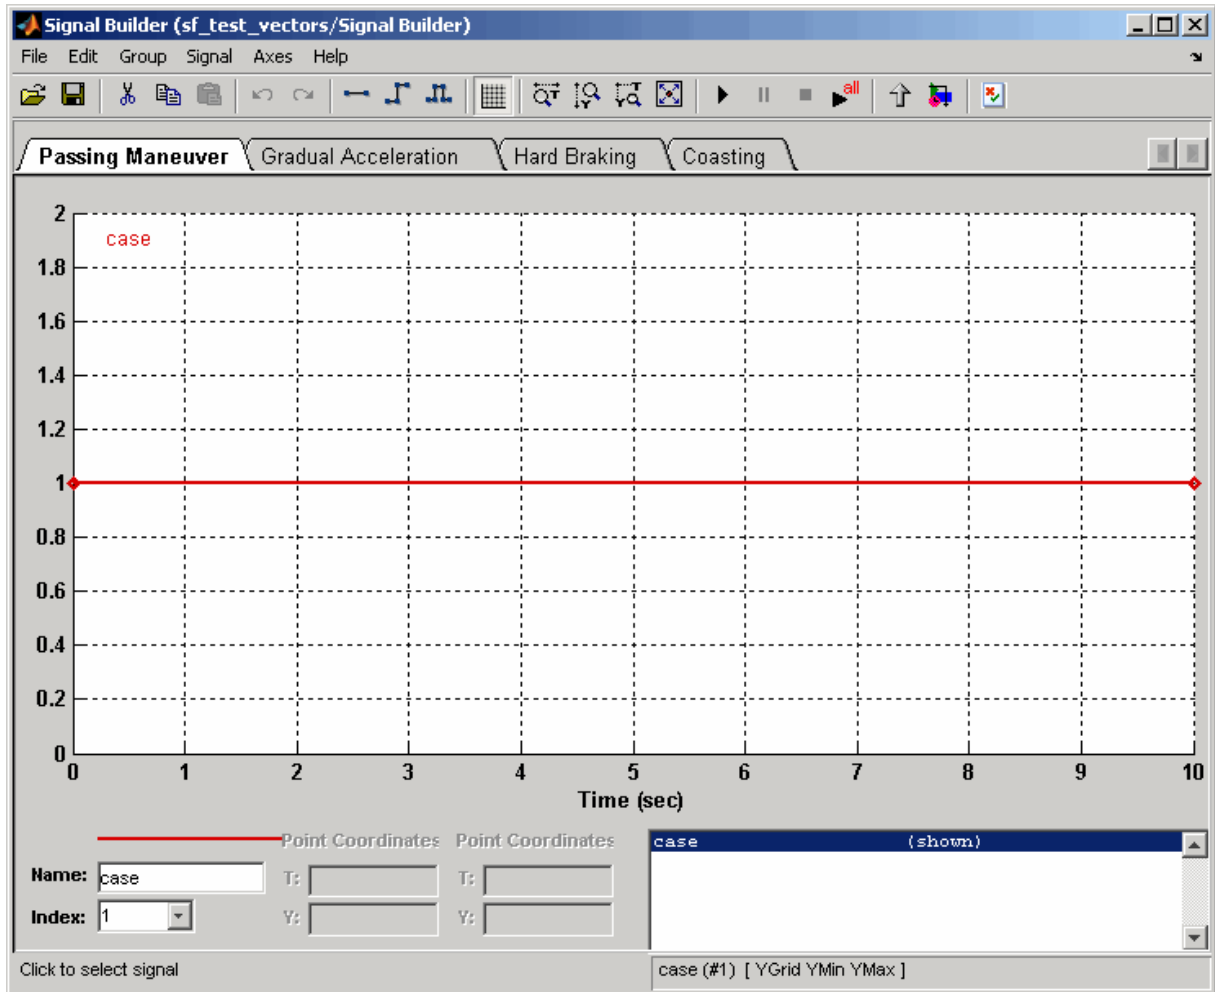 Signal Builder (sf_test_vectors/Signal Builder)
File Edit Group Signal Axes Help
all
Passing Maneuver Gradual Acceleration Hard Braking Coasting
case
2
1.8
1.6
1.4
1.2
1
0.8
0.6
0.4
0.2
0
0 1 2 3 4 5 6 7 8 9 10
Time (sec)
Point Coordinates Point Coordinates
case (shown)
Name: case T: T:
Index: 1 Y: Y:
Click to select signal
case (#1) [ YGrid YMin YMax ]